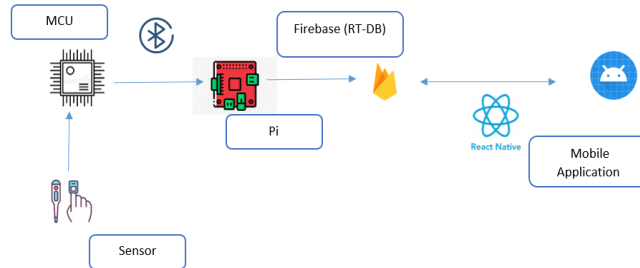 MCU
Firebase (RT-DB)
Pi
React Native
Mobile
Application
Sensor